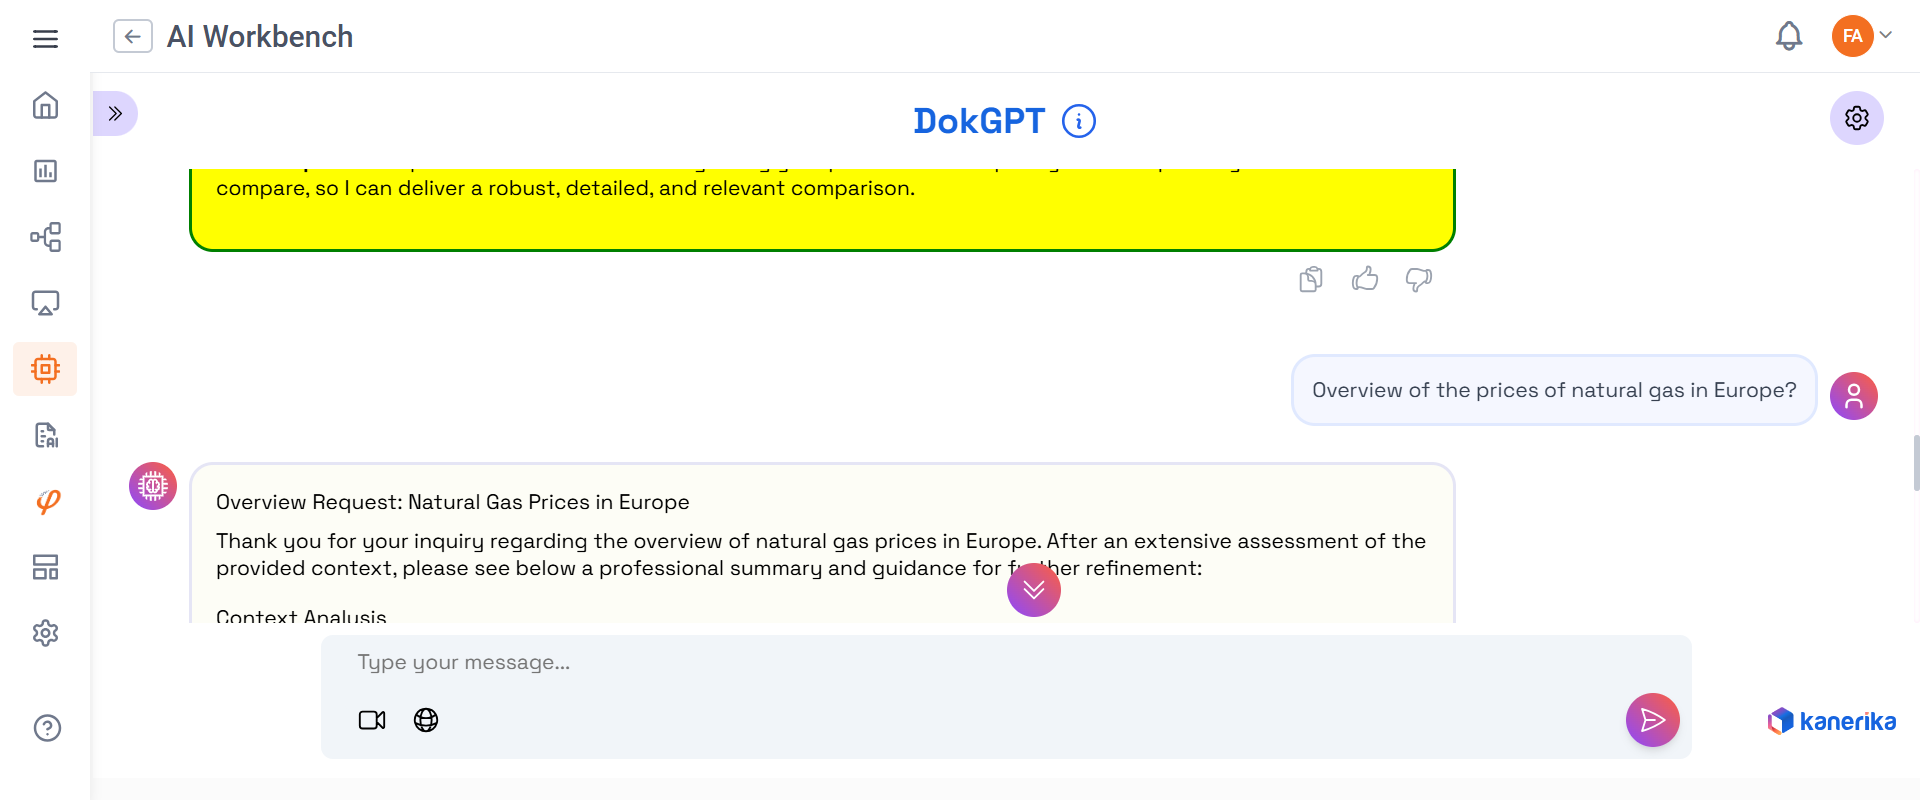 AI Workbench
FA
DokGPT
compare, so I can deliver a robust, detailed, and relevant comparison.
Overview of the prices of natural gas in Europe?
Overview Request: Natural Gas Prices in Europe
Thank you for your inquiry regarding the overview of natural gas prices in Europe. After an extensive assessment of the
provided context, please see below a professional summary and guidance for further refinement:
Context Analysis
Type your message...
kanerika